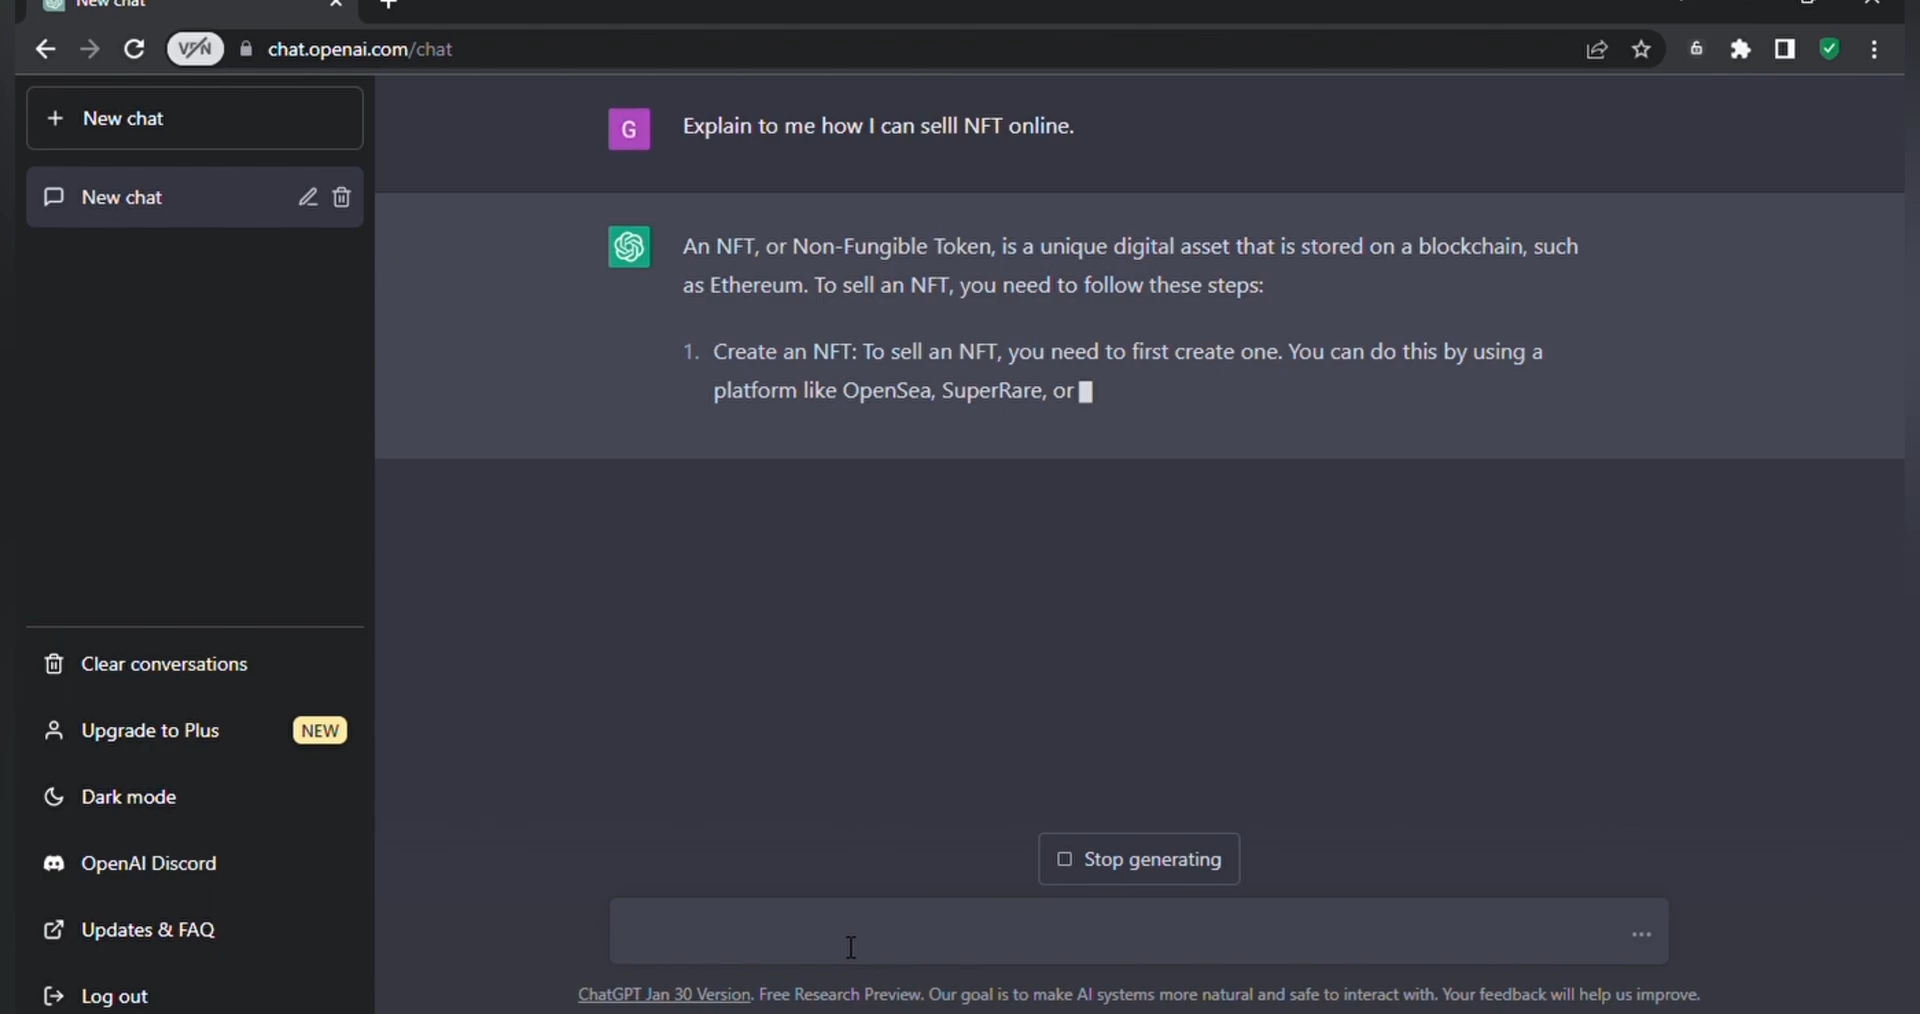 New chat
VPN
chat.openai.com/chat
New chat
New chat
Clear conversations
Upgrade to Plus NEW
Dark mode
OpenAI Discord
Updates & FAQ
Log out
G Explain to me how I can selll NFT online.
An NFT, or Non-Fungible Token, is a unique digital asset that is stored on a blockchain, such
as Ethereum. To sell an NFT, you need to follow these steps:
1. Create an NFT: To sell an NFT, you need to first create one. You can do this by using a
platform like OpenSea, SuperRare, or
Stop generating
ChatGPT Jan 30 Version. Free Research Preview. Our goal is to make AI systems more natural and safe to interact with. Your feedback will help us improve.